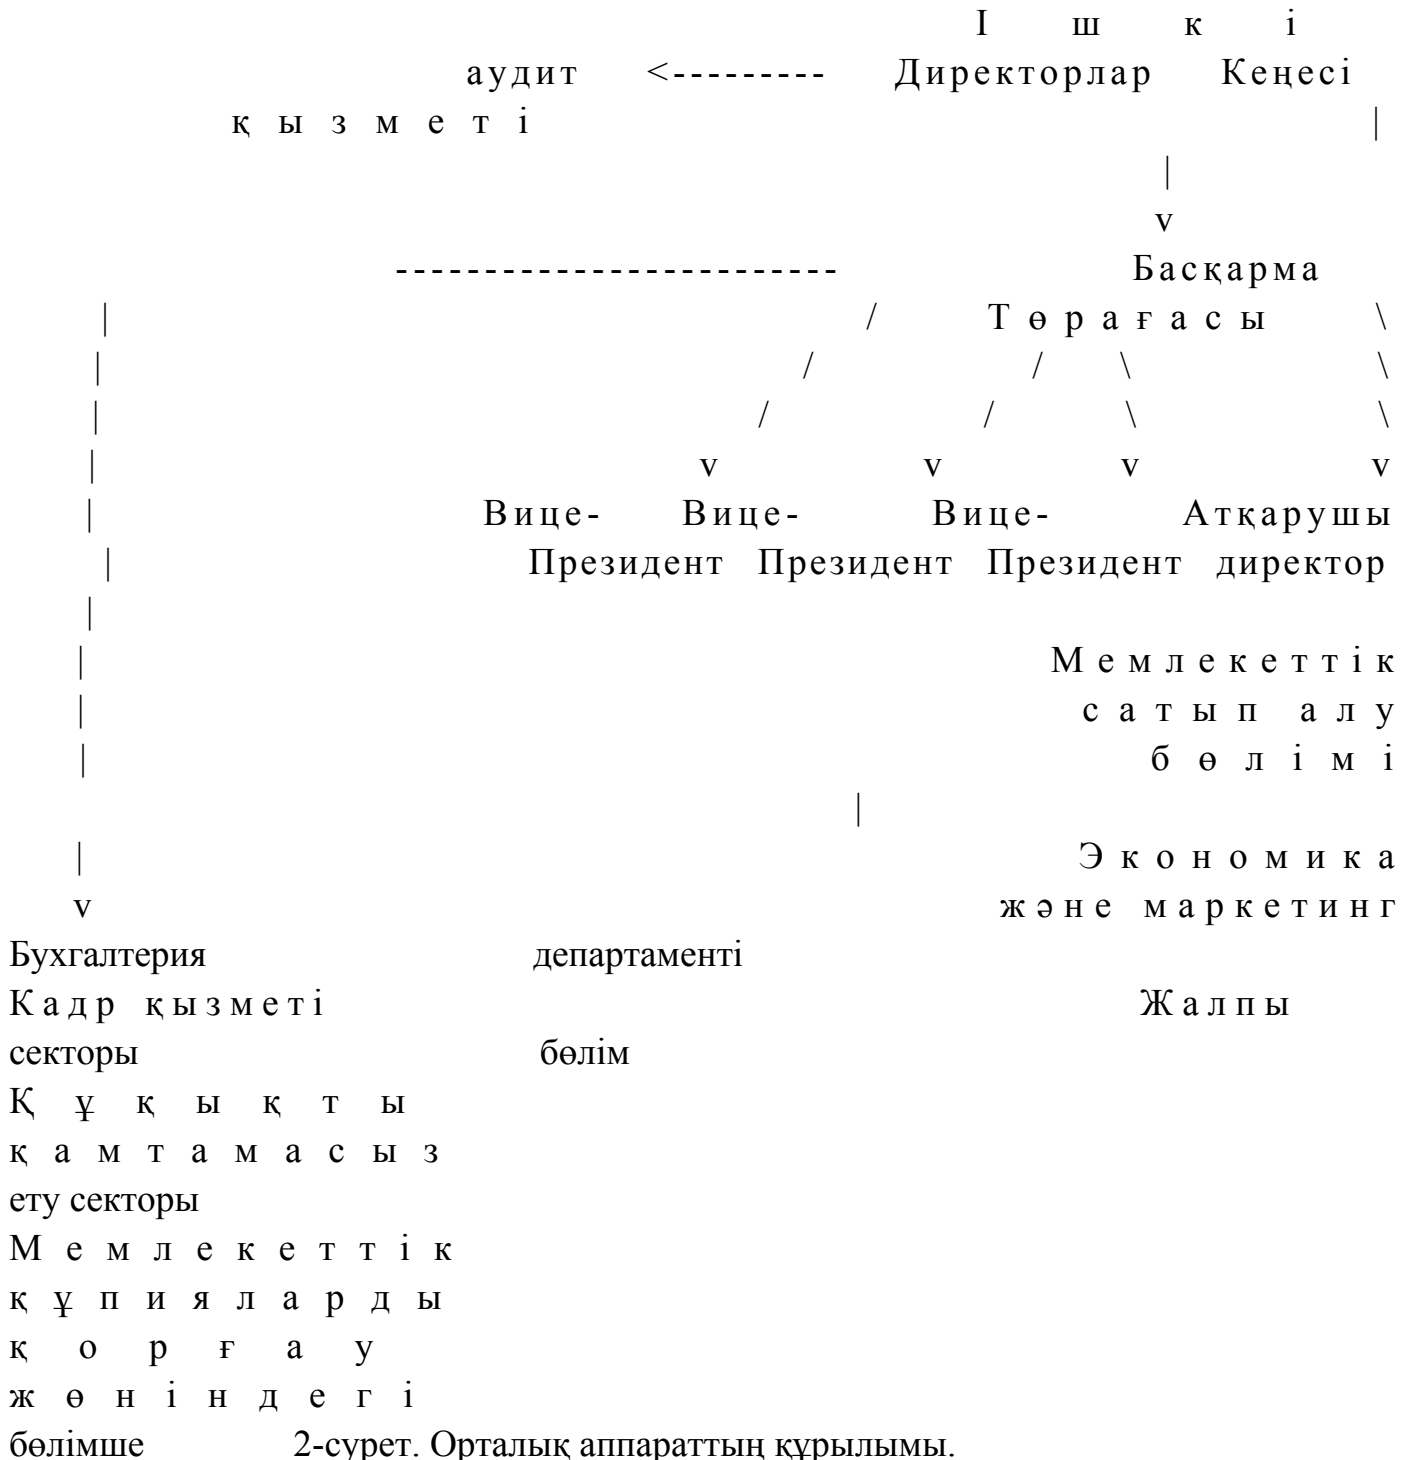 Ішкі
аудит <--------- Директорлар Кеңесі
қызметі |
|
v
------------------------- Басқарма
| / Төрағасы \
| / / \ \
| / / \ \
| v v v v
| Вице- Вице- Вице- Атқарушы
| Президент Президент Президент директор
|
| Мемлекеттік
| сатып алу
| бөлімі
|
| Экономика
v және маркетинг
Бухгалтерия департаменті
Кадр қызметі Жалпы
секторы бөлім
Құқықты
қамтамасыз
ету секторы
Мемлекеттік
құпияларды
қорғау
жөніндегі
бөлімше 2-сурет. Орталық аппараттың құрылымы.